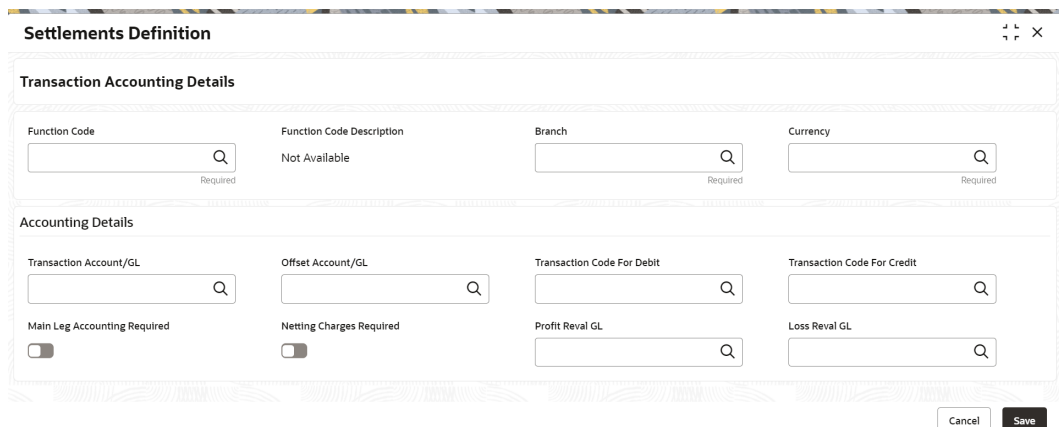 Settlements Definition
Transaction Accounting Details
Function Code
Function Code Description
Branch
Currency
Not Available
Required
Required
Required
Accounting Details
Transaction Account/GL
Offset Account/GL
Transaction Code For Debit
Transaction Code For Credit
Main Leg Accounting Required
Netting Charges Required
Profit Reval GL
Loss Reval GL
Cancel
Save